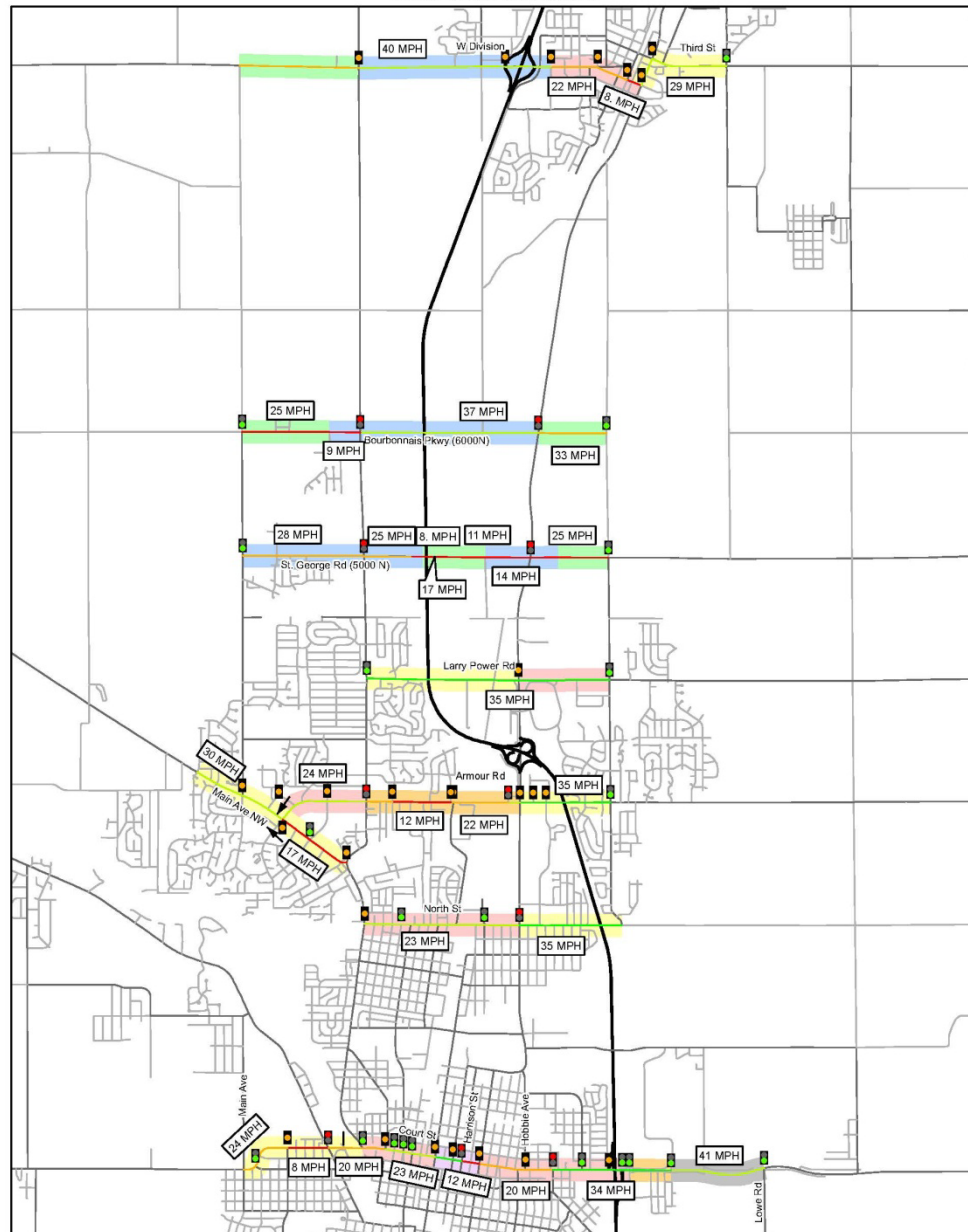 40 MPH
W Division
Third St
22 MPH
8. MPH
29 MPH
25 MPH
37 MPH
Bourbonnais Pkwy (6000N)
9 MPH
33 MPH
28 MPH
25 MPH
8. MPH
11 MPH
25 MPH
St. George Rd (5000 N)
14 MPH
17 MPH
Larry Power Rd
35 MPH
30 MPH
24 MPH
Armour Rd
35 MPH
Main Ave NW
12 MPH
22 MPH
17 MPH
North St
23 MPH
35 MPH
Main Ave
Court St
Harrison St
Hobbie Ave
24 MPH
8 MPH
20 MPH
23 MPH
12 MPH
20 MPH
34 MPH
41 MPH
Lowe Rd